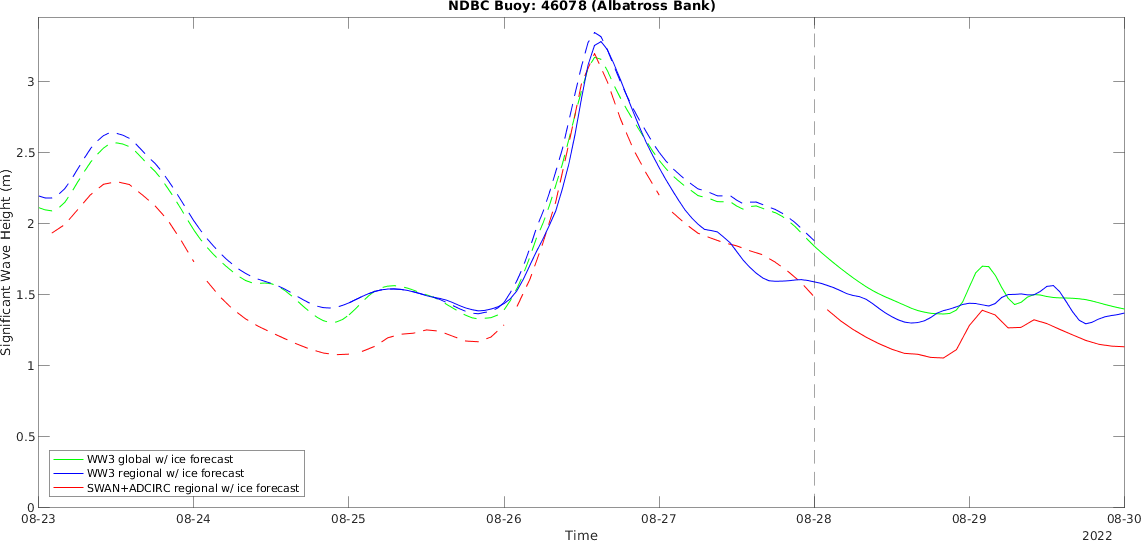 NDBC Buoy: 46078 (Albatross Bank)
Significant Wave Height (m)
3
2.5
2
1.5
1
0.5
0
WW3 global w/ ice forecast
WW3 regional w/ ice forecast
SWAN+ADCIRC regional w/ ice forecast
08-23 08-24 08-25 08-26 08-27 08-28 08-29 08-30
Time
2022